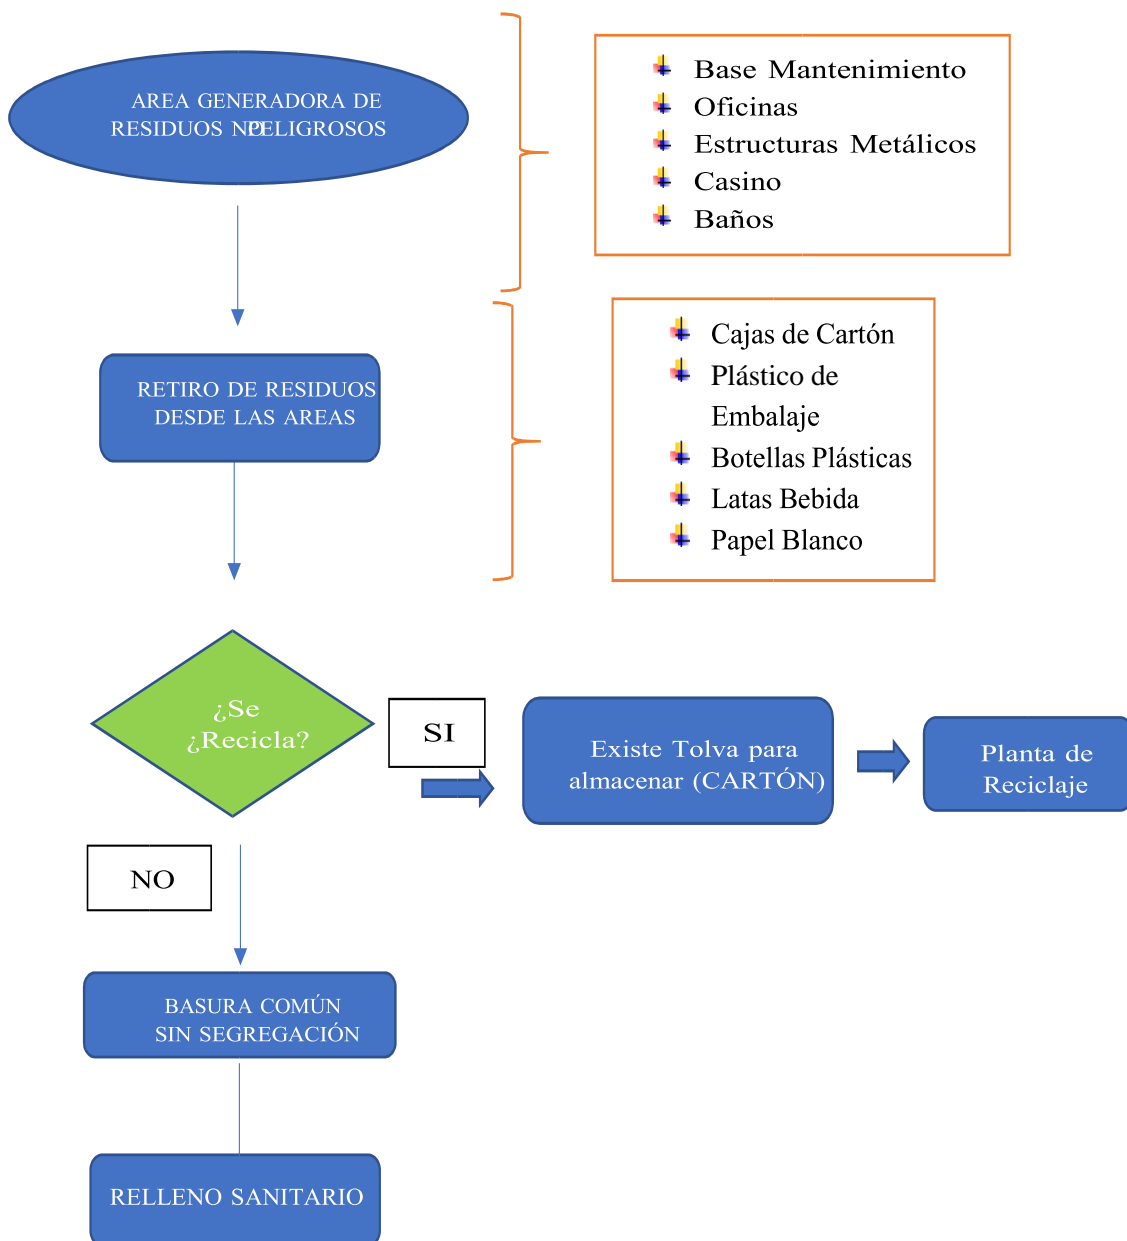 AREA GENERADORA DE
RESIDUOS NO PELIGROSOS
Base Mantenimiento
Oficinas
Estructuras Metálicos
Casino
Baños
RETIRO DE RESIDUOS
DESDE LAS AREAS
Cajas de Cartón
Plástico de
Embalaje
Botellas Plásticas
Latas Bebida
Papel Blanco
¿Se
¿Recicla?
SI
Existe Tolva para
almacenar (CARTÓN)
Planta de
Reciclaje
NO
BASURA COMÚN
SIN SEGREGACIÓN
RELLENO SANITARIO